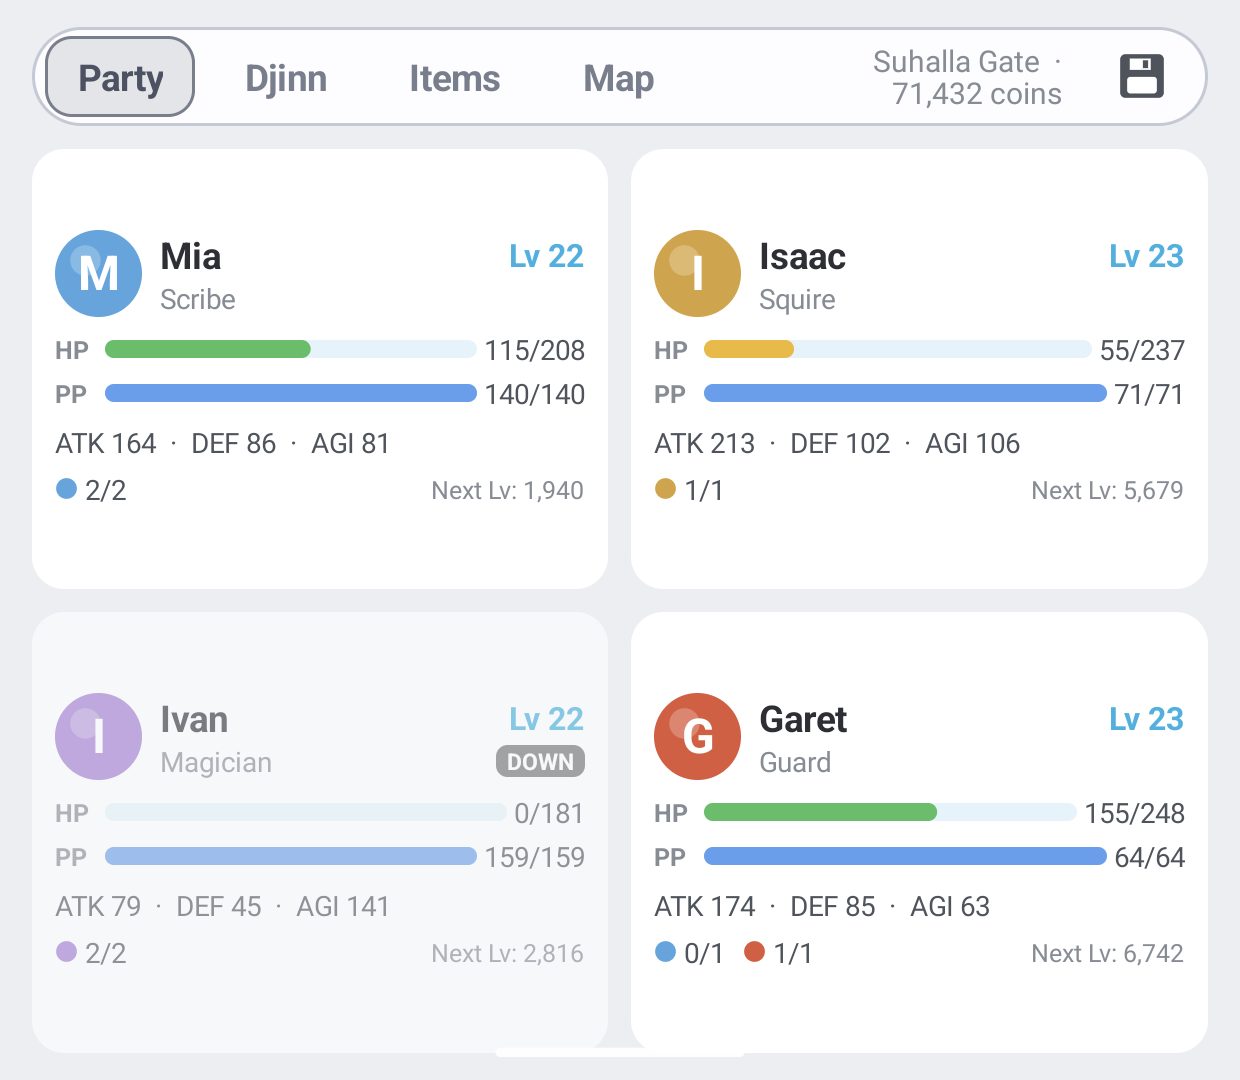 Party Djinn Items Map
Suhalla Gate ·
71,432 coins
M Mia Lv 22
Scribe
HP 115/208
PP 140/140
ATK 164 · DEF 86 · AGI 81
2/2 Next Lv: 1,940
I Isaac Lv 23
Squire
HP 55/237
PP 71/71
ATK 213 · DEF 102 · AGI 106
1/1 Next Lv: 5,679
I Ivan Lv 22
Magician DOWN
HP 0/181
PP 159/159
ATK 79 · DEF 45 · AGI 141
2/2 Next Lv: 2,816
G Garet Lv 23
Guard
HP 155/248
PP 64/64
ATK 174 · DEF 85 · AGI 63
0/1 1/1 Next Lv: 6,742